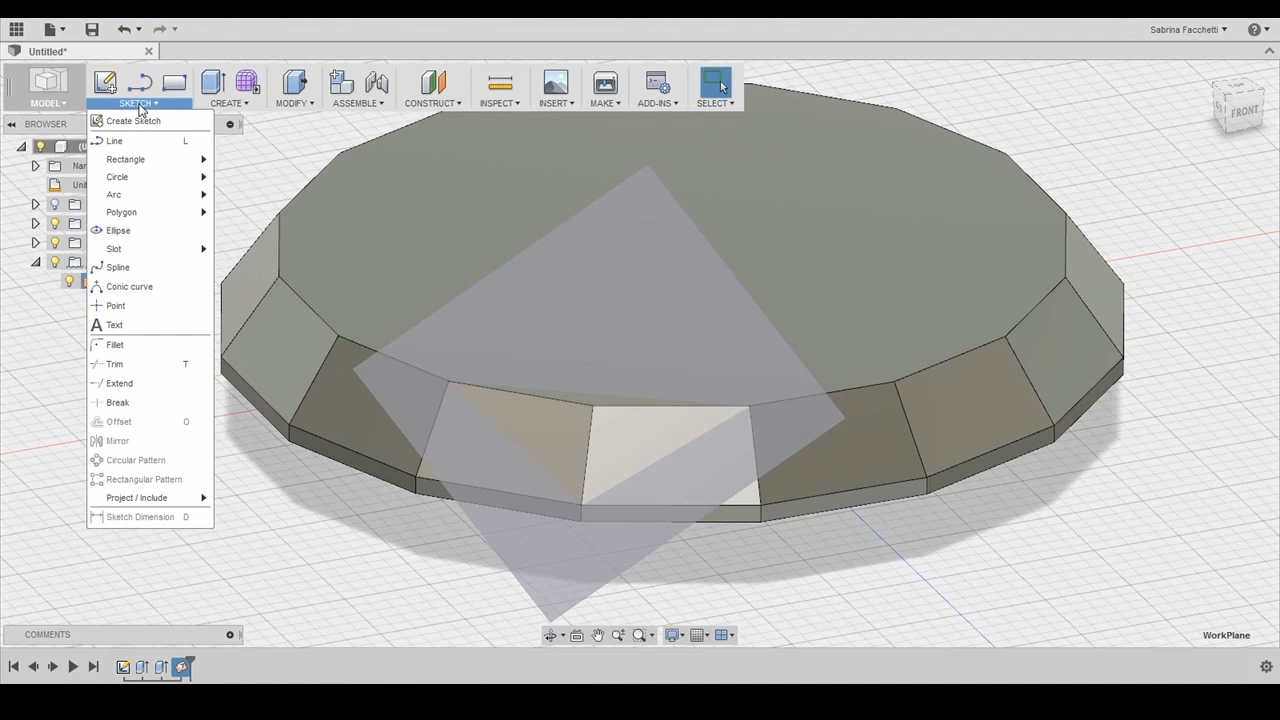 Sabrina Facchetti
Untitled*
MODEL
SKETCH
CREATE
MODIFY
ASSEMBLE
CONSTRUCT
INSPECT
INSERT
MAKE
ADD-INS
SELECT
BROWSER
FRONT
Create Sketch
Line L
Rectangle
Circle
Arc
Polygon
Ellipse
Slot
Spline
Conic curve
Point
A Text
Fillet
Trim T
Extend
Break
Offset O
Mirror
Circular Pattern
Rectangular Pattern
Project / Include
Sketch Dimension D
COMMENTS
WorkPlane